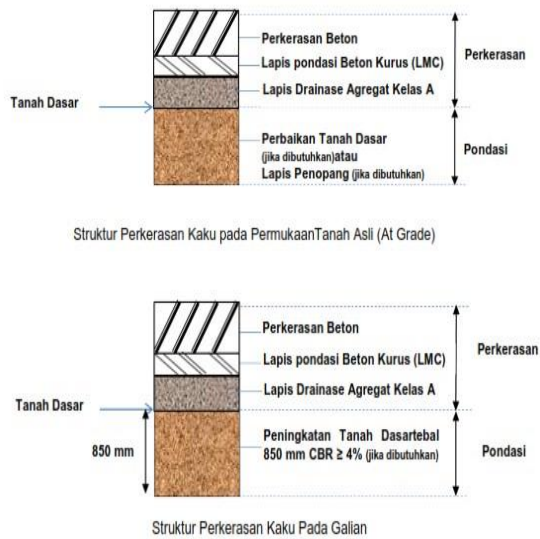 Perkerasan Beton
Lapis pondasi Beton Kurus (LMC)
Perkerasan
Lapis Drainase Agregat Kelas A
Tanah Dasar
Perbaikan Tanah Dasar
(jika dibutuhkan)atau
Lapis Penopang (jika dibutuhkan)
Pondasi
Struktur Perkerasan Kaku pada PermukaanTanah Asli (At Grade)
Perkerasan Beton
Lapis pondasi Beton Kurus (LMC)
Perkerasan
Lapis Drainase Agregat Kelas A
Tanah Dasar
850 mm
Peningkatan Tanah Dasartebal
850 mm CBR ≥ 4% (jika dibutuhkan)
Pondasi
Struktur Perkerasan Kaku Pada Galian